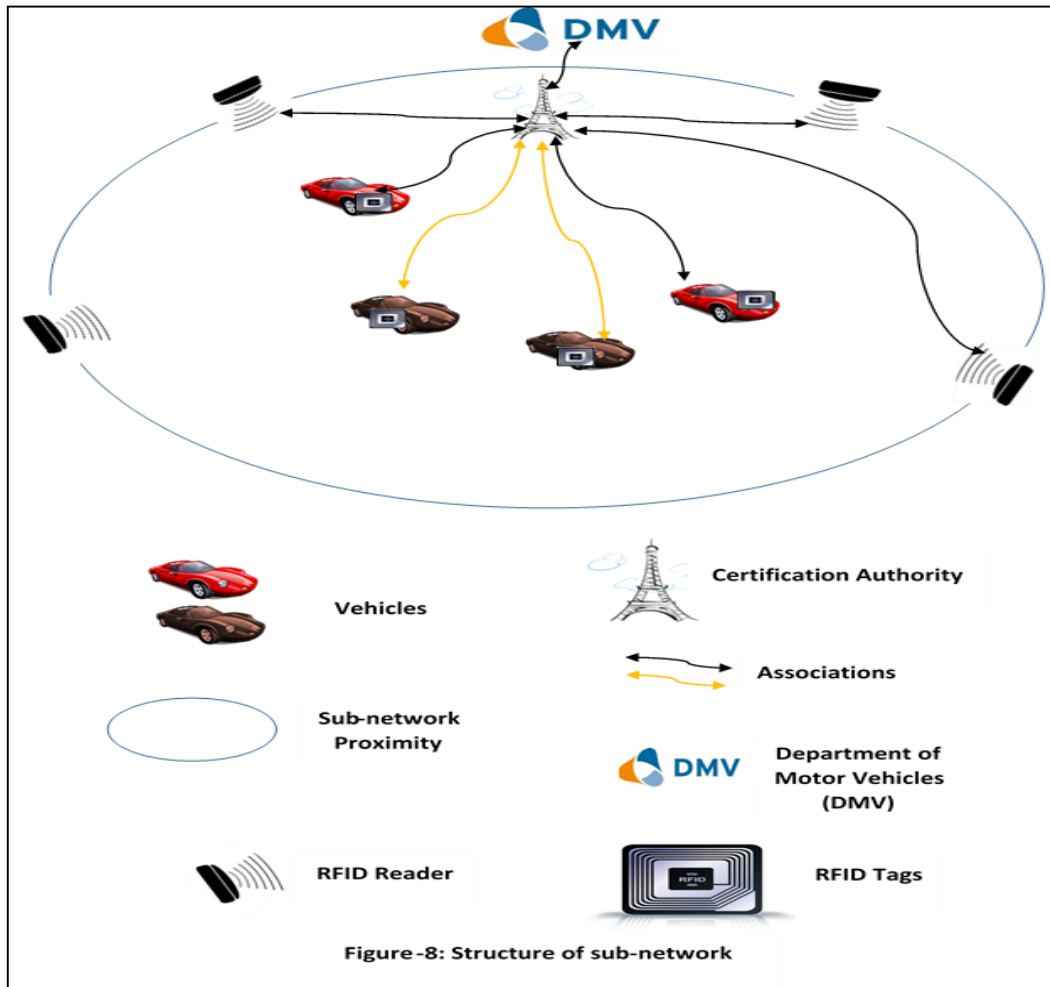 DMV
Certification Authority
Vehicles
Associations
Sub-network
Proximity
DMV
Department of
Motor Vehicles
(DMV)
RFID Reader
RFID
RFID Tags
Figure-8: Structure of sub-network